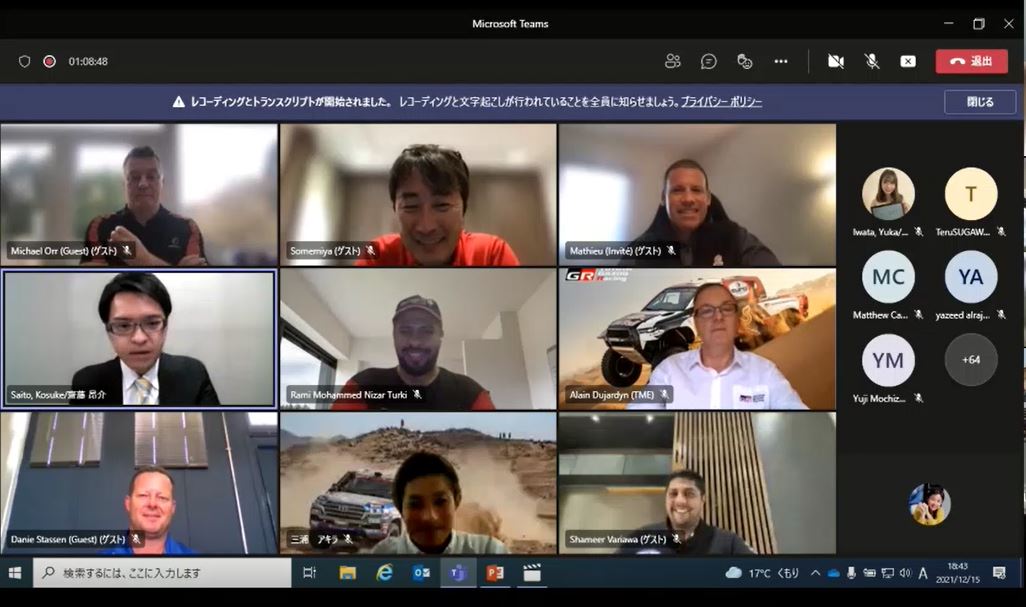 Microsoft Teams
01:08:48
退出
レコーディングとトランスクリプトが開始されました。 レコーディングと文字起こしが行われていることを全員に知らせましょう。 プライバシー ポリシー
閉じる
Michael Orr (Guest) (ゲスト)
Somemiya (ゲスト)
Mathieu (Invité) (ゲスト)
T
Iwata, Yuka/...
TeruSUGAW...
MC
YA
Matthew Ca...
yazeed alraj...
YM
+64
Yuji Mochiz...
Saito, Kosuke/齋藤 昂介
Rami Mohammed Nizar Turki
GR
Racing
Alain Dujardyn (TME)
Danie Stassen (Guest) (ゲスト)
三浦 アキラ
Shameer Variawa (ゲスト)
検索するには、ここに入力します
17°C くもり
A
18:43
2021/12/15